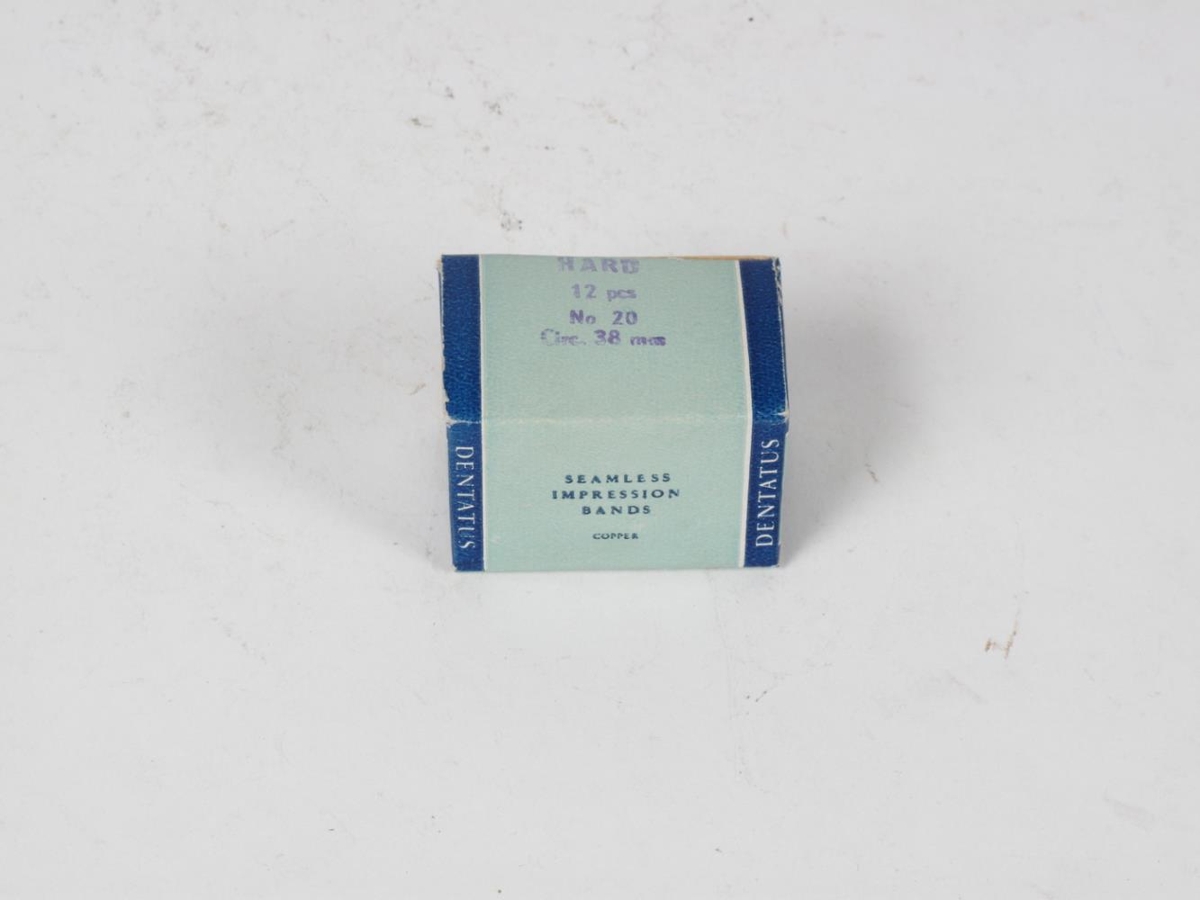 HARD
12 pcs
No 20
Circ. 38 mm
DENTATUS
SEAMLESS
IMPRESSION
BANDS
COPPER
DENTATUS